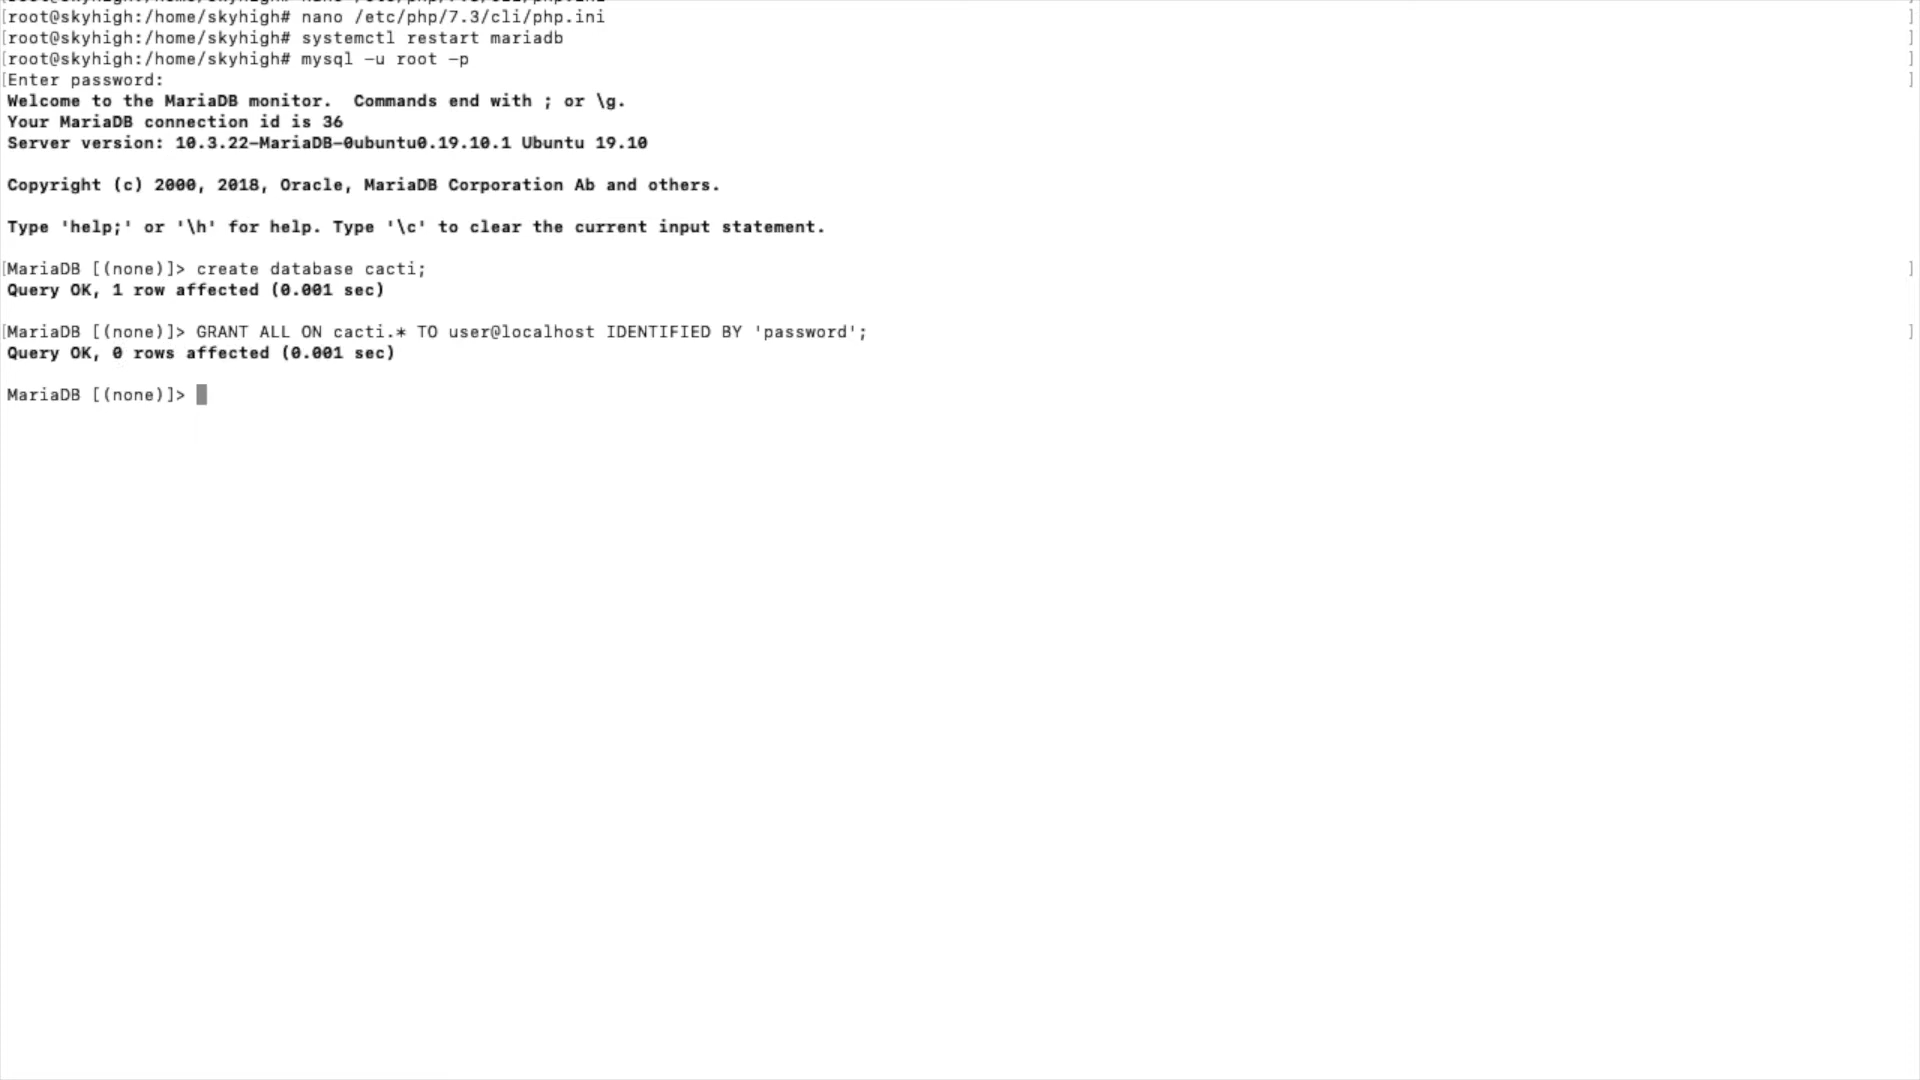 [root@skyhigh:/home/skyhigh# nano /etc/php/7.3/cli/php.ini ]
[root@skyhigh:/home/skyhigh# systemctl restart mariadb ]
[root@skyhigh:/home/skyhigh# mysql -u root -p ]
[Enter password: ]
Welcome to the MariaDB monitor.  Commands end with ; or \g.
Your MariaDB connection id is 36
Server version: 10.3.22-MariaDB-0ubuntu0.19.10.1 Ubuntu 19.10
Copyright (c) 2000, 2018, Oracle, MariaDB Corporation Ab and others.
Type 'help;' or '\h' for help. Type '\c' to clear the current input statement.
[MariaDB [(none)]> create database cacti; ]
Query OK, 1 row affected (0.001 sec)
[MariaDB [(none)]> GRANT ALL ON cacti.* TO user@localhost IDENTIFIED BY 'password'; ]
Query OK, 0 rows affected (0.001 sec)
MariaDB [(none)]>